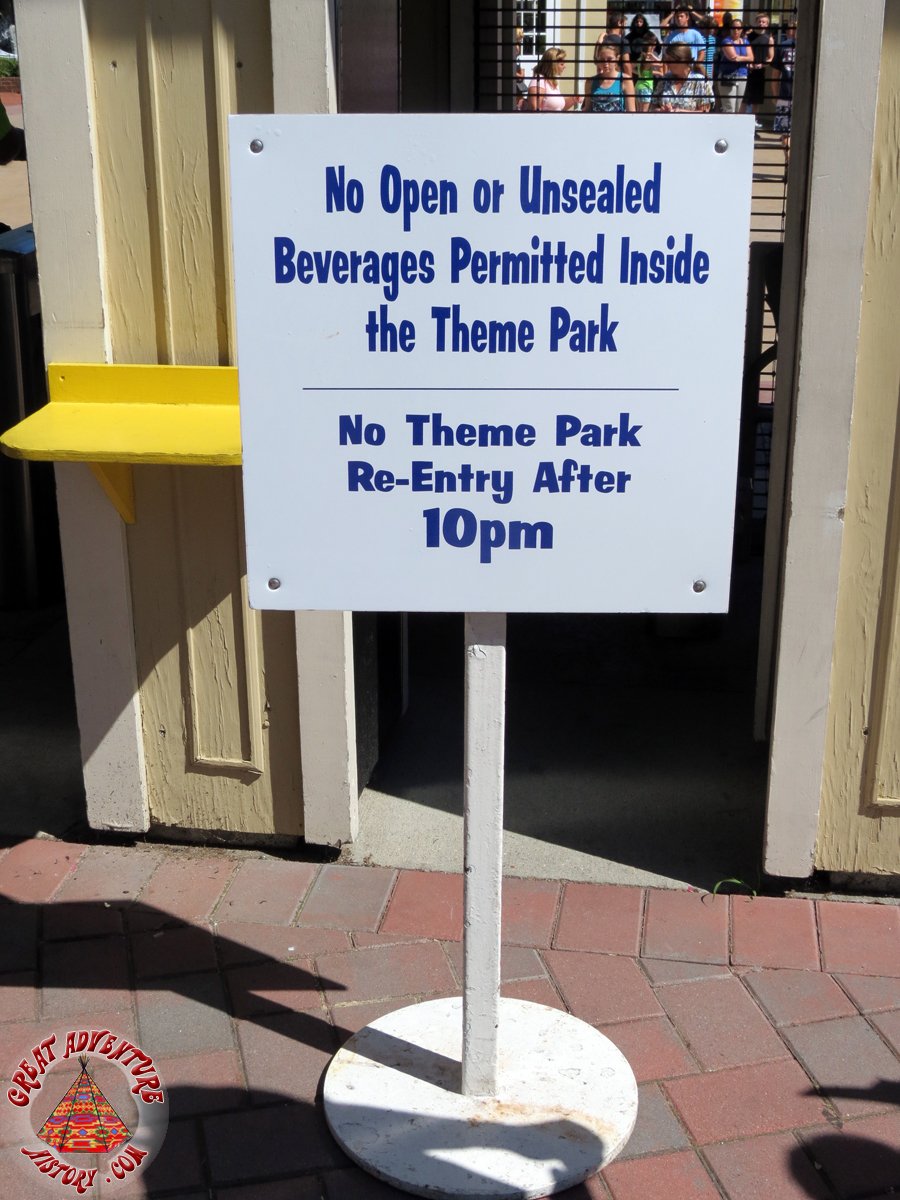 No Open or Unsealed
Beverages Permitted Inside
the Theme Park
No Theme Park
Re-Entry After
10pm
GREAT ADVENTURE
HISTORY.COM